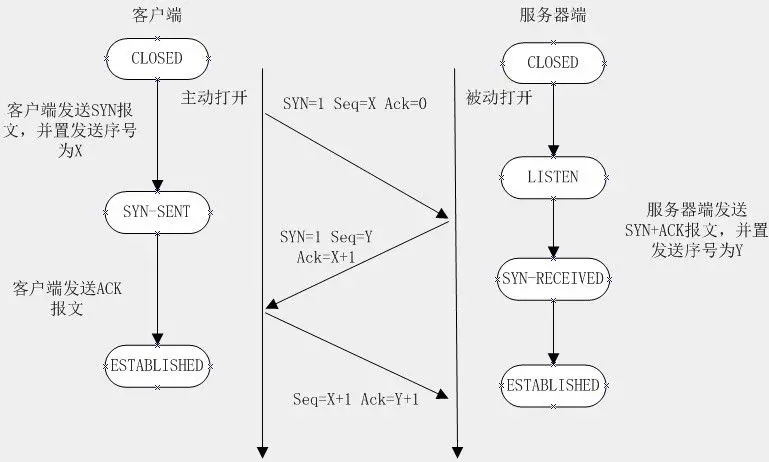 客户端
服务器端
CLOSED
CLOSED
主动打开
被动打开
SYN=1 Seq=X Ack=0
客户端发送SYN报
文，并置发送序号
为X
LISTEN
SYN-SENT
服务器端发送
SYN+ACK报文，并置
发送序号为Y
SYN=1 Seq=Y
Ack=X+1
SYN-RECEIVED
客户端发送ACK
报文
ESTABLISHED
ESTABLISHED
Seq=X+1 Ack=Y+1